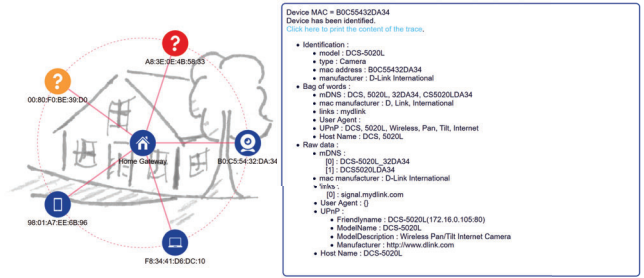 ?
A8:3E:0E:4B:58:33
?
00:80:F0:BE:39:D0
Home Gateway
B0:C5:54:32:DA:34
98:01:A7:EE:6B:96
F8:34:41:D8:DC:10
Device MAC = B0C55432DA34
Device has been identified.
Click here to print the content of the trace.
• Identification :
• model : DCS-5020L
• type : Camera
• mac address : B0C55432DA34
• manufacturer : D-Link International
• Bag of words :
• mDNS : DCS-5020L, 32DA34, CS5020LDA34
• mac manufacturer : D, Link, International
• links : mydlink
• User Agent :
• UPnP : DCS, 5020L, Wireless, Pan, Tilt, Internet
• Host Name : DCS, 5020L
• Raw data :
• mDNS :
[0] : DCS-5020L_32DA34
[1] : DCS5020LDA34
• mac manufacturer : D-Link International
• links :
[0] : signal.mydlink.com
• User Agent : {}
• UPnP :
• Friendlyname : DCS-5020L(172.16.0.105:80)
• ModelName : DCS-5020L
• ModelDescription : Wireless Pan/Tilt Internet Camera
• Manufacturer : http://www.dlink.com
• Host Name : DCS-5020L